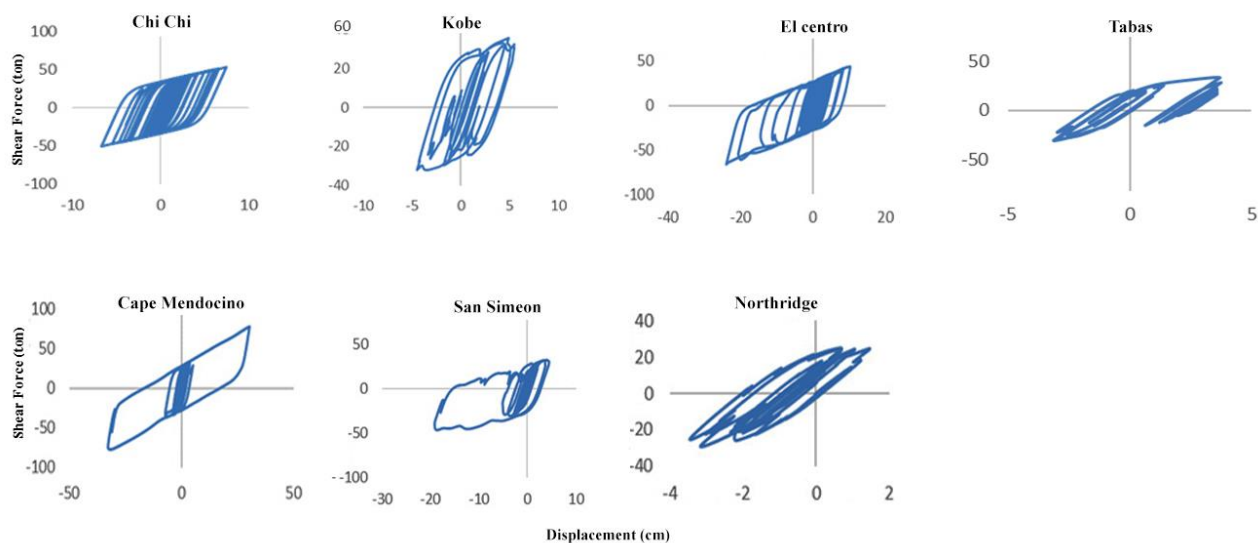 Chi Chi
Kobe
El centro
Tabas
Shear Force (ton)
100
50
0
-50
-100
-10 0 10
60
20
0
-20
-40
-10 -5 0 5 10
50
0
-50
-100
-40 -20 0 20
50
0
-50
-5 0 5
Cape Mendocino
San Simeon
Northridge
Shear Force (ton)
100
50
0
-50
-100
-50 0 50
50
0
-50
--100
-30 -20 -10 0 10
40
20
0
-20
-40
-4 -2 0 2
Displacement (cm)